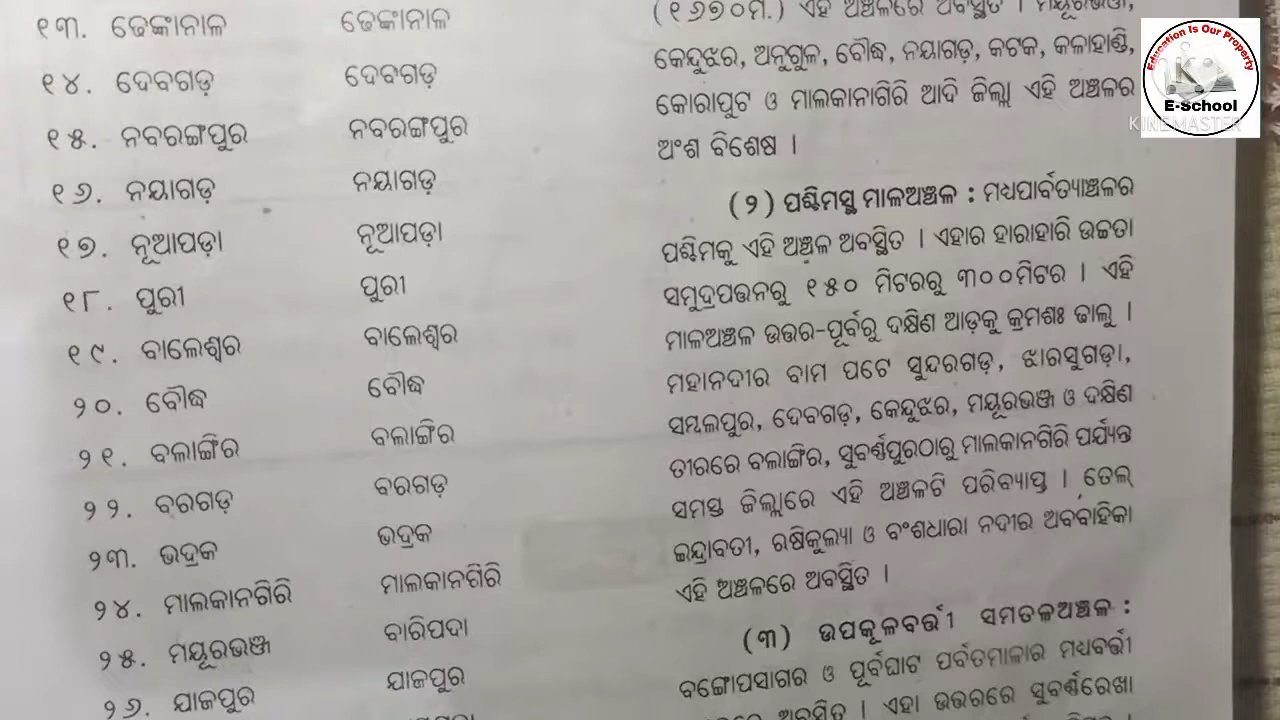 ୧୩. ଢେଙ୍କାନାଳ ଢେଙ୍କାନାଳ
୧୪. ଦେବଗଡ଼ ଦେବଗଡ଼
୧୫. ନବରଙ୍ଗପୁର ନବରଙ୍ଗପୁର
୧୬. ନୟାଗଡ଼ ନୟାଗଡ଼
୧୭. ନୂଆପଡ଼ା ନୂଆପଡ଼ା
୧୮. ପୁରୀ ପୁରୀ
୧୯. ବାଲେଶ୍ୱର ବାଲେଶ୍ୱର
୨୦. ବୌଦ୍ଧ ବୌଦ୍ଧ
୨୧. ବଲାଙ୍ଗିର ବଲାଙ୍ଗିର
୨୨. ବରଗଡ଼ ବରଗଡ଼
୨୩. ଭଦ୍ରକ ଭଦ୍ରକ
୨୪. ମାଲକାନଗିରି ମାଲକାନଗିରି
୨୫. ମୟୂରଭଞ୍ଜ ବାରିପଦା
୨୬. ଯାଜପୁର ଯାଜପୁର
(୧୬୭୦ମି.) ଏହି ଅଞ୍ଚଳରେ ଅବସ୍ଥିତ । ମୟୂରଭଞ୍ଜ,
କେନ୍ଦୁଝର, ଅନୁଗୁଳ, ବୌଦ୍ଧ, ନୟାଗଡ଼, କଟକ, କଳାହାଣ୍ଡି,
କୋରାପୁଟ ଓ ମାଲକାନାଗିରି ଆଦି ଜିଲ୍ଲା ଏହି ଅଞ୍ଚଳର
ଅଂଶ ବିଶେଷ ।
(୨) ପଶ୍ଚିମସ୍ଥ ମାଳଅଞ୍ଚଳ : ମଧ୍ୟପାର୍ବତ୍ୟାଞ୍ଚଳର
ପଶ୍ଚିମକୁ ଏହି ଅଞ୍ଚଳ ଅବସ୍ଥିତ । ଏହାର ହାରାହାରି ଉଚ୍ଚତା
ସମୁଦ୍ରପତ୍ତନରୁ ୧୫୦ ମିଟରରୁ ୩୦୦ମିଟର । ଏହି
ମାଳଅଞ୍ଚଳ ଉତ୍ତର-ପୂର୍ବରୁ ଦକ୍ଷିଣ ଆଡ଼କୁ କ୍ରମଶଃ ଢାଲୁ ।
ମହାନଦୀର ବାମ ପଟେ ସୁନ୍ଦରଗଡ଼, ଝାରସୁଗଡ଼ା,
ସମ୍ବଲପୁର, ଦେବଗଡ଼, କେନ୍ଦୁଝର, ମୟୂରଭଞ୍ଜ ଓ ଦକ୍ଷିଣ
ତୀରରେ ବଲାଙ୍ଗିର, ସୁବର୍ଣ୍ଣପୁରଠାରୁ ମାଲକାନଗିରି ପର୍ଯ୍ୟନ୍ତ
ସମସ୍ତ ଜିଲ୍ଲାରେ ଏହି ଅଞ୍ଚଳଟି ପରିବ୍ୟାପ୍ତ । ତେଲ୍
ଇନ୍ଦ୍ରାବତୀ, ଋଷିକୁଲ୍ୟା ଓ ବଂଶଧାରା ନଦୀର ଅବବାହିକା
ଏହି ଅଞ୍ଚଳରେ ଅବସ୍ଥିତ ।
(୩) ଉପକୂଳବର୍ତ୍ତୀ ସମତଳଅଞ୍ଚଳ :
ବଙ୍ଗୋପସାଗର ଓ ପୂର୍ବଘାଟ ପର୍ବତମାଳାର ମଧ୍ୟବର୍ତ୍ତୀ
ଅବସ୍ଥିତ । ଏହା ଉତ୍ତରରେ ସୁବର୍ଣ୍ଣରେଖା
Education Is Our Property
K
E-School
KINEMASTER